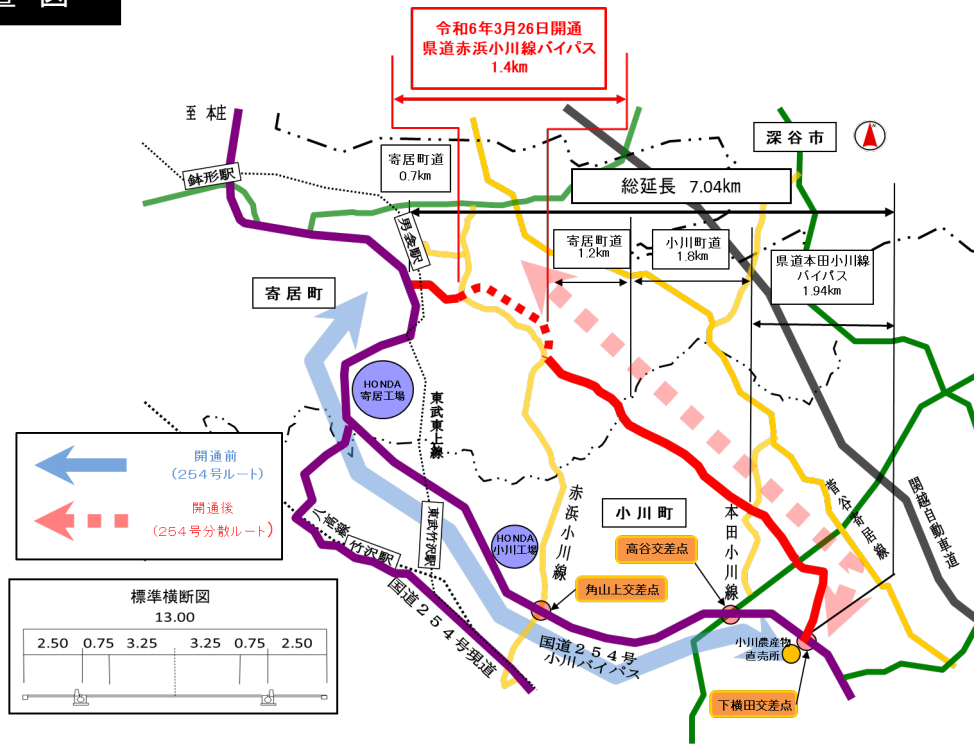 図
令和6年3月26日開通
県道赤浜小川線バイパス
1.4km
至 本庄
深谷市
N
寄居町道
0.7km
総延長 7.04km
鉢形駅
男衾駅
寄居町道
1.2km
小川町道
1.8km
県道本田小川線
バイパス
1.94km
寄居町
HONDA
寄居工場
東武東上線
開通前
(254号ルート)
開通後
(254号分散ルート)
八高線
竹沢駅
東武竹沢駅
HONDA
小川工場
赤浜小川線
小川町
本田小川線
菅谷寄居線
関越自動車道
高谷交差点
角山上交差点
国道254号現道
国道254号
小川バイパス
小川農産物
直売所
下横田交差点
標準横断図
13.00
2.50 0.75 3.25 3.25 0.75 2.50